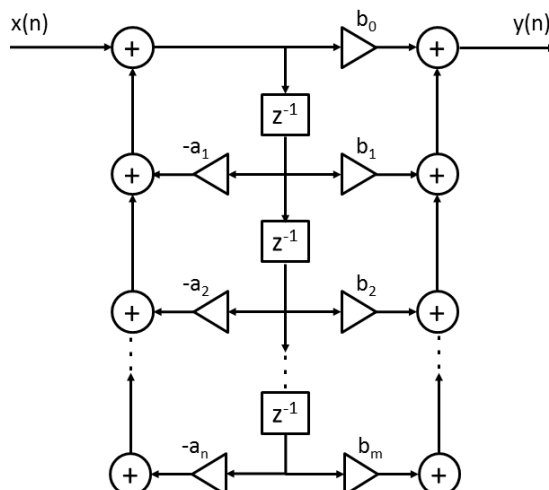 x(n) b₀ y(n)
+ +
z⁻¹
-a₁ b₁
+ +
z⁻¹
-a₂ b₂
+ +
z⁻¹
-aₙ bₘ
+ +